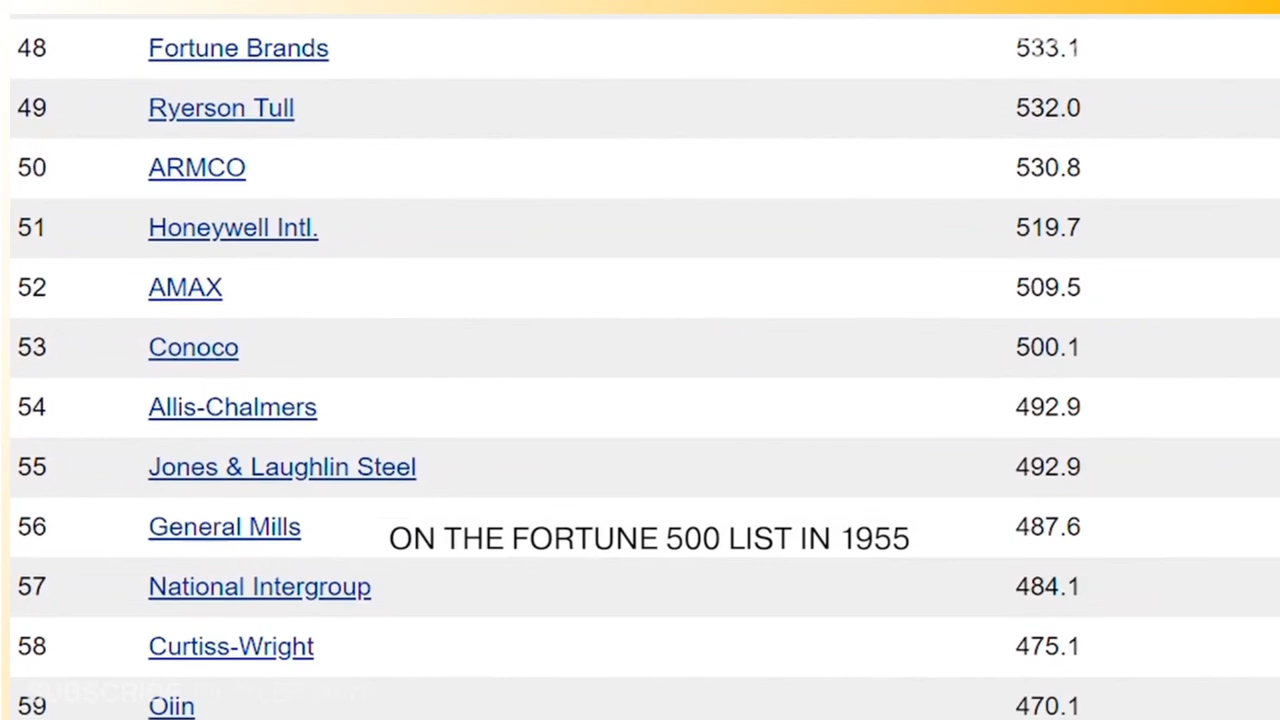 48 Fortune Brands 533.1
49 Ryerson Tull 532.0
50 ARMCO 530.8
51 Honeywell Intl. 519.7
52 AMAX 509.5
53 Conoco 500.1
54 Allis-Chalmers 492.9
55 Jones & Laughlin Steel 492.9
56 General Mills 487.6
ON THE FORTUNE 500 LIST IN 1955
57 National Intergroup 484.1
58 Curtiss-Wright 475.1
SUBSCRIBE
59 Olin 470.1